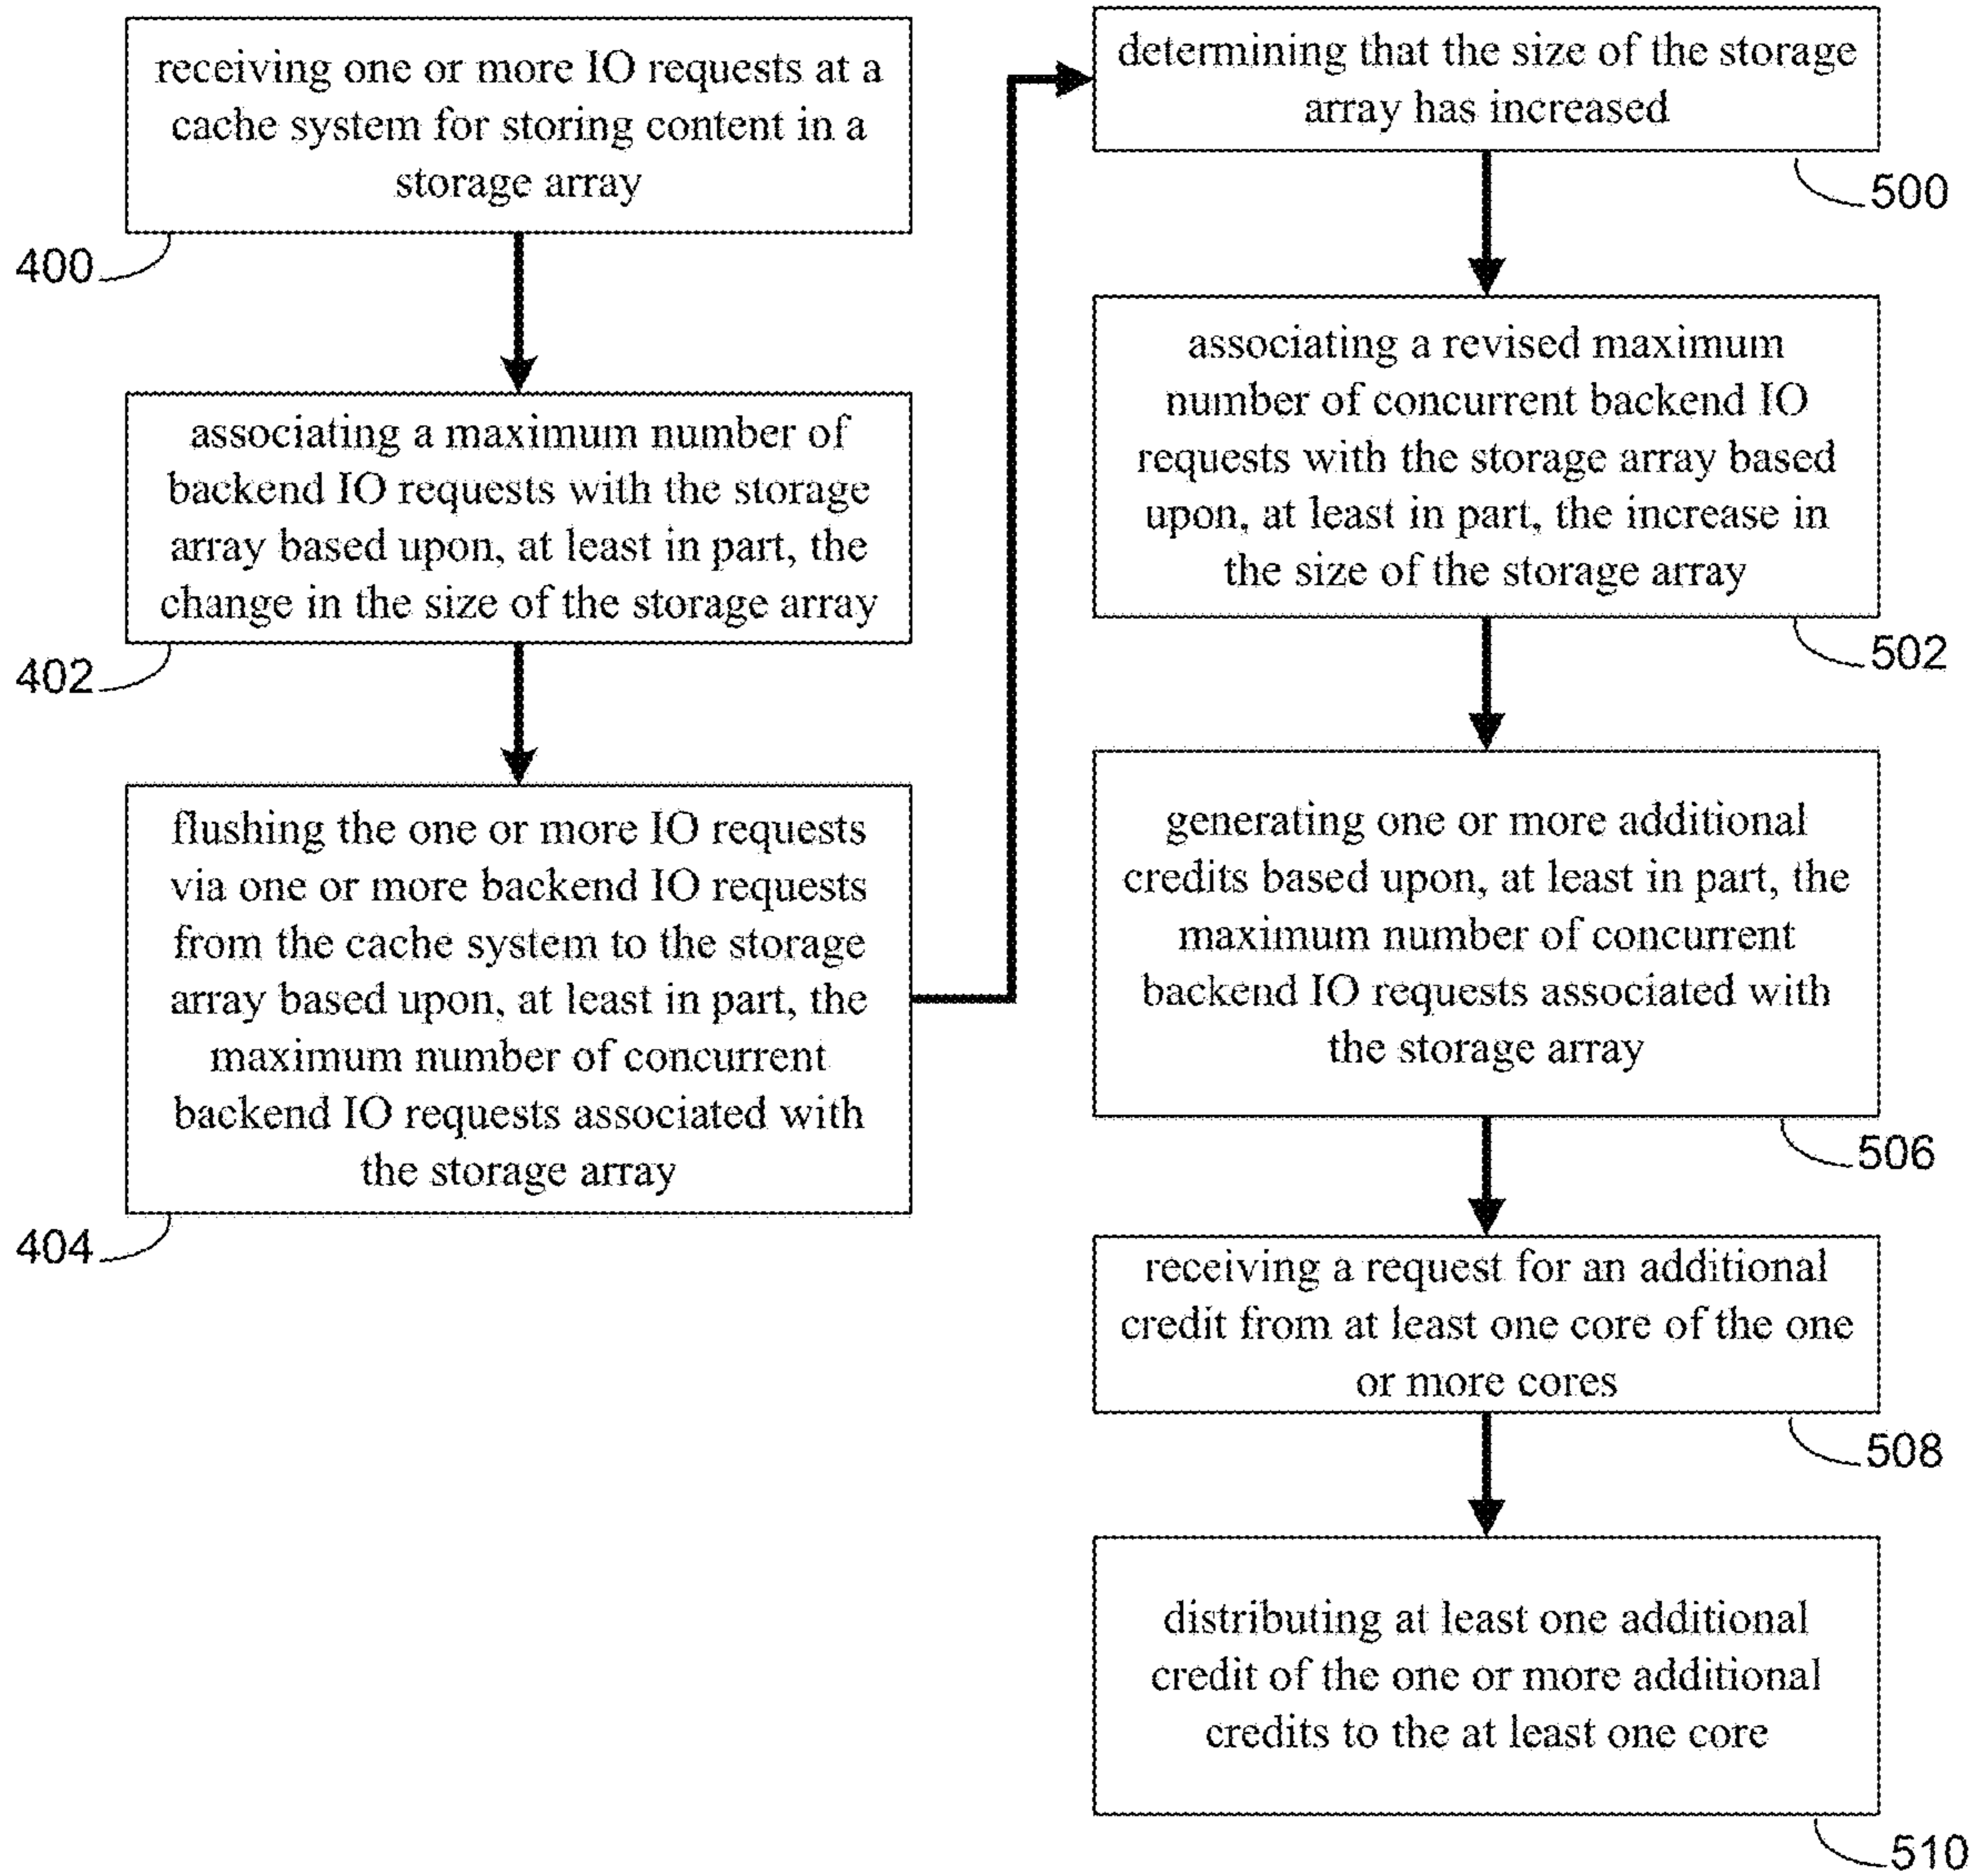 receiving one or more IO requests at a
cache system for storing content in a
storage array
400
associating a maximum number of
backend IO requests with the storage
array based upon, at least in part, the
change in the size of the storage array
402
flushing the one or more IO requests
via one or more backend IO requests
from the cache system to the storage
array based upon, at least in part, the
maximum number of concurrent
backend IO requests associated with
the storage array
404
determining that the size of the storage
array has increased
500
associating a revised maximum
number of concurrent backend IO
requests with the storage array based
upon, at least in part, the increase in
the size of the storage array
502
generating one or more additional
credits based upon, at least in part, the
maximum number of concurrent
backend IO requests associated with
the storage array
506
receiving a request for an additional
credit from at least one core of the one
or more cores
508
distributing at least one additional
credit of the one or more additional
credits to the at least one core
510